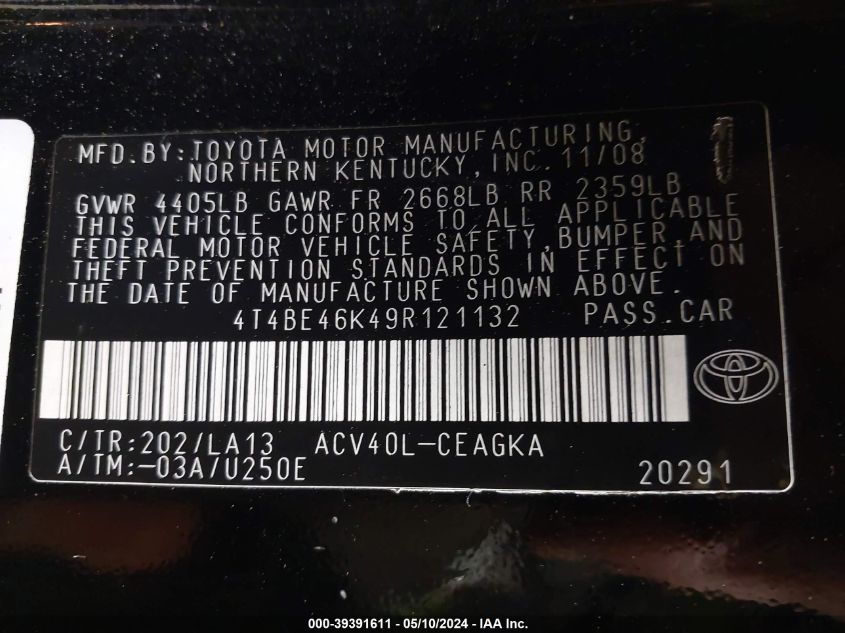 MFD.BY:TOYOTA MOTOR MANUFACTURING,
NORTHERN KENTUCKY, INC. 11/08
GVWR 4405LB GAWR FR 2668LB RR 2359LB
THIS VEHICLE CONFORMS TO ALL APPLICABLE
FEDERAL MOTOR VEHICLE SAFETY, BUMPER, AND
THEFT PREVENTION STANDARDS IN EFFECT ON
THE DATE OF MANUFACTURE SHOWN ABOVE.
4T4BE46K49R121132 PASS.CAR
C/TR:202/LA13 ACV40L-CEAGKA
A/TM:-03A/U250E 20291
000-39391611 - 05/10/2024 - IAA Inc.